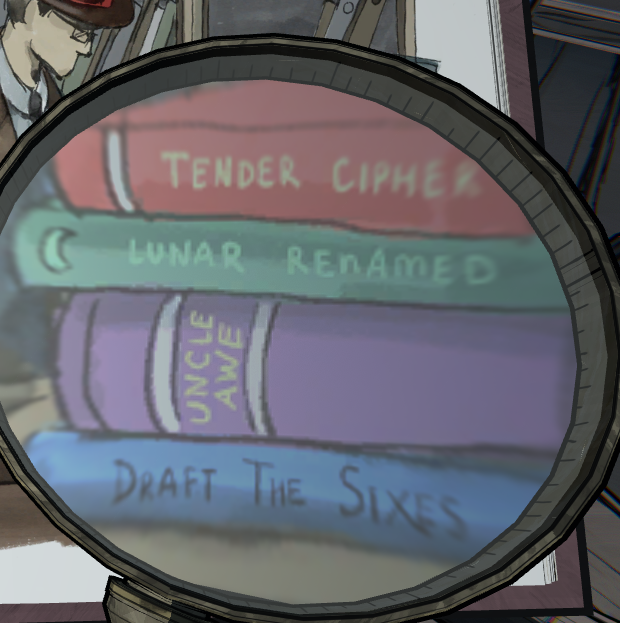 TENDER CIPHER
LUNAR RENAMED
UNCLE
AWE
DRAFT THE SIXES